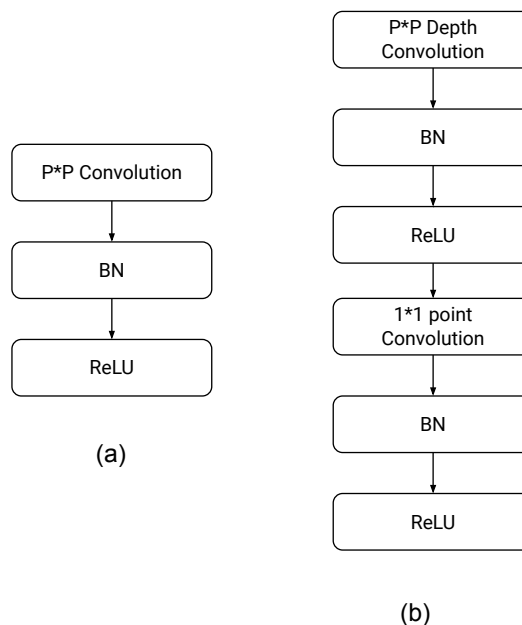 P*P Convolution
BN
ReLU
(a)
P*P Depth
Convolution
BN
ReLU
1*1 point
Convolution
BN
ReLU
(b)